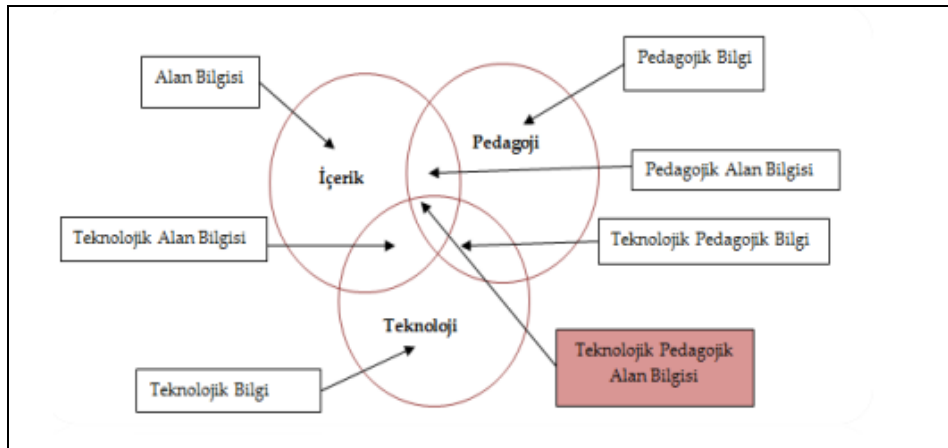 Pedagojik Bilgi
Alan Bilgisi
Pedagoji
İçerik
Pedagojik Alan Bilgisi
Teknolojik Alan Bilgisi
Teknolojik Pedagojik Bilgi
Teknoloji
Teknolojik Pedagojik
Alan Bilgisi
Teknolojik Bilgi